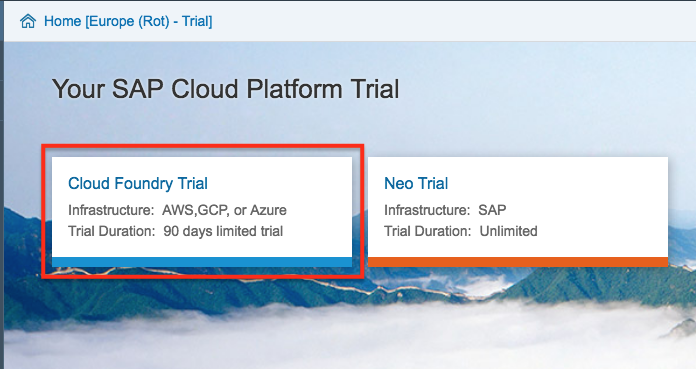 Home [Europe (Rot) - Trial]
Your SAP Cloud Platform Trial
Cloud Foundry Trial
Infrastructure: AWS,GCP, or Azure
Trial Duration: 90 days limited trial
Neo Trial
Infrastructure: SAP
Trial Duration: Unlimited